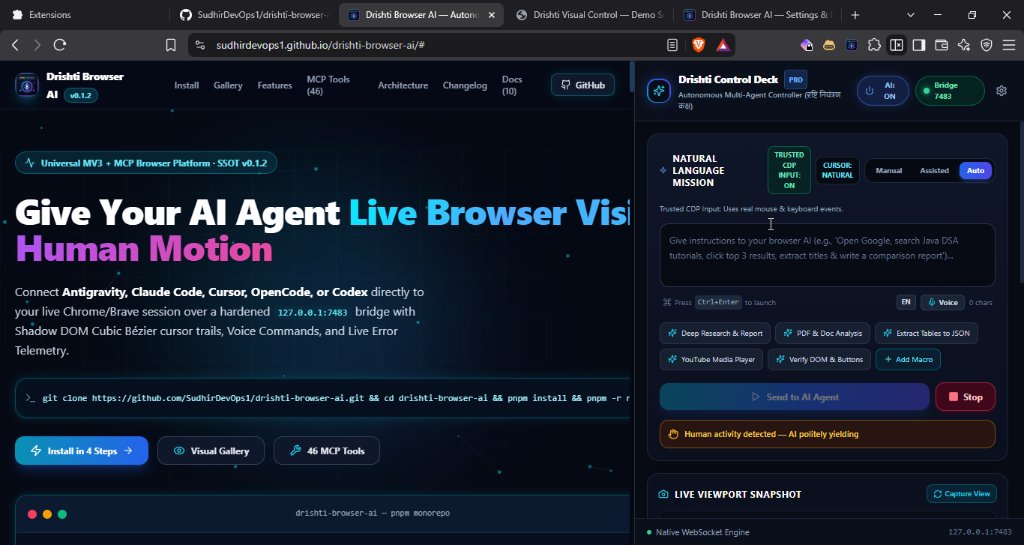 Extensions
SudhirDevOps1/drishti-browser-
Drishti Browser AI — Auton
Drishti Visual Control — Demo S
Drishti Browser AI — Settings &
sudhirdevops1.github.io/drishti-browser-ai/#
Drishti Browser AI
v0.1.2
Install
Gallery
Features
MCP Tools (46)
Architecture
Changelog
Docs (10)
GitHub
Universal MV3 + MCP Browser Platform · SSOT v0.1.2
Give Your AI Agent Live Browser Visi
Human Motion
Connect Antigravity, Claude Code, Cursor, OpenCode, or Codex directly to
your live Chrome/Brave session over a hardened 127.0.0.1:7483 bridge with
Shadow DOM Cubic Bézier cursor trails, Voice Commands, and Live Error
Telemetry.
>_ git clone https://github.com/SudhirDevOps1/drishti-browser-ai.git && cd drishti-browser-ai && pnpm install && pnpm -r r
Install in 4 Steps →
Visual Gallery
46 MCP Tools
drishti-browser-ai — pnpm monorepo
Drishti Control Deck
PRO
Autonomous Multi-Agent Controller (दृष्टि नियंत्रण
कक्ष)
AI:
ON
Bridge
7483
NATURAL
LANGUAGE
MISSION
TRUSTED
CDP
INPUT:
ON
CURSOR:
NATURAL
Manual
Assisted
Auto
Trusted CDP Input: Uses real mouse & keyboard events.
Give instructions to your browser AI (e.g., 'Open Google, search Java DSA
tutorials, click top 3 results, extract titles & write a comparison report')...
⌘ Press Ctrl+Enter to launch
EN
Voice
0 chars
Deep Research & Report
PDF & Doc Analysis
Extract Tables to JSON
YouTube Media Player
Verify DOM & Buttons
+ Add Macro
Send to AI Agent
Stop
Human activity detected — AI politely yielding
LIVE VIEWPORT SNAPSHOT
Capture View
Native WebSocket Engine
127.0.0.1:7483